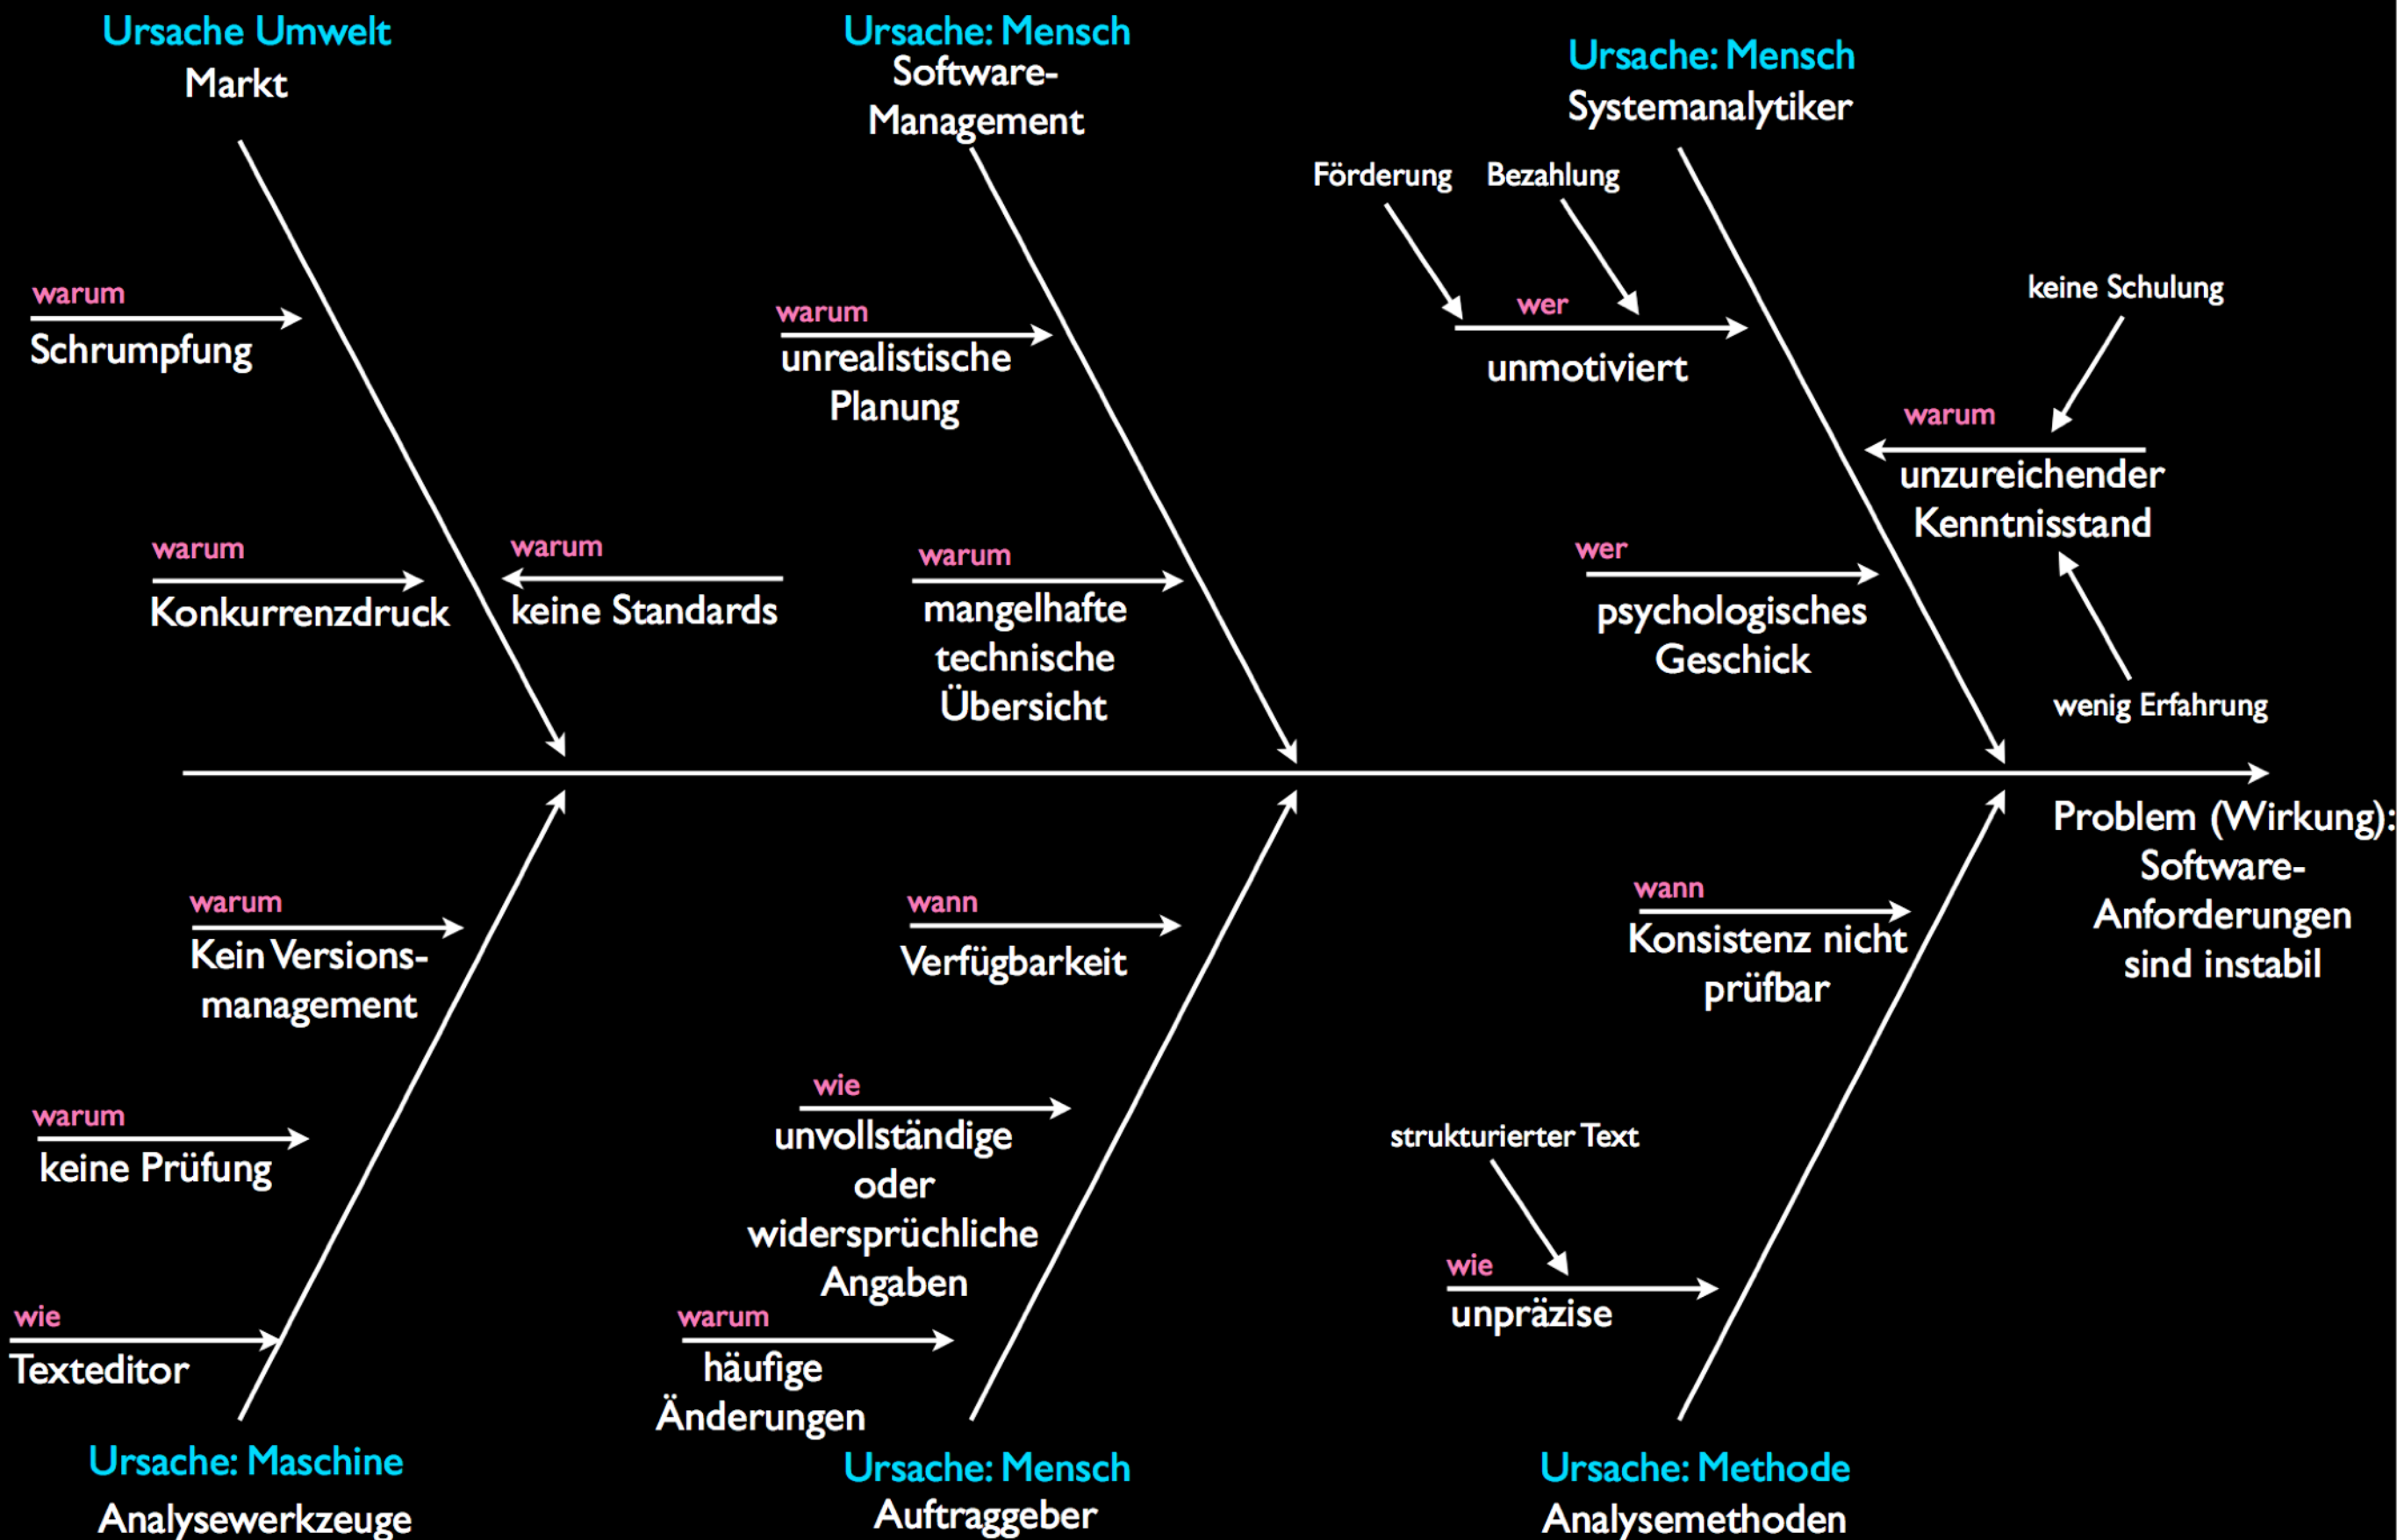 Ursache Umwelt
Markt
Ursache: Mensch
Software-
Management
Ursache: Mensch
Systemanalytiker
Förderung
Bezahlung
warum
Schrumpfung
warum
unrealistische
Planung
wer
unmotiviert
keine Schulung
warum
unzureichender
Kenntnisstand
warum
Konkurrenzdruck
warum
keine Standards
warum
mangelhafte
technische
Übersicht
wer
psychologisches
Geschick
wenig Erfahrung
Problem (Wirkung):
Software-
Anforderungen
sind instabil
warum
Kein Versions-
management
wann
Verfügbarkeit
wann
Konsistenz nicht
prüfbar
warum
keine Prüfung
wie
unvollständige
oder
widersprüchliche
Angaben
strukturierter Text
wie
unpräzise
wie
Texteditor
warum
häufige
Änderungen
Ursache: Maschine
Analysewerkzeuge
Ursache: Mensch
Auftraggeber
Ursache: Methode
Analysemethoden